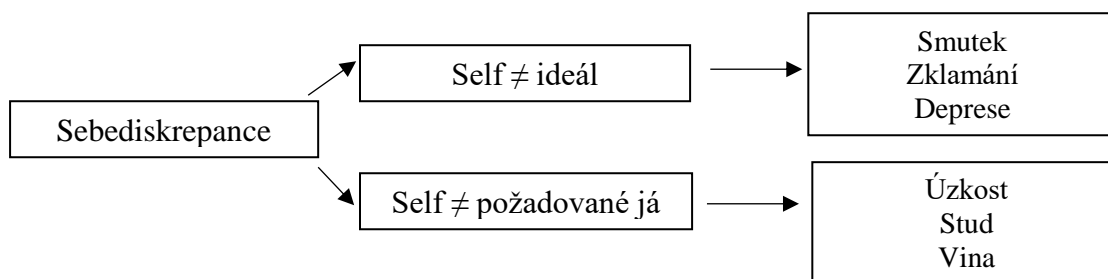 Sebediskrepance
Self ≠ ideál
Smutek
Zklamání
Deprese
Self ≠ požadované já
Úzkost
Stud
Vina